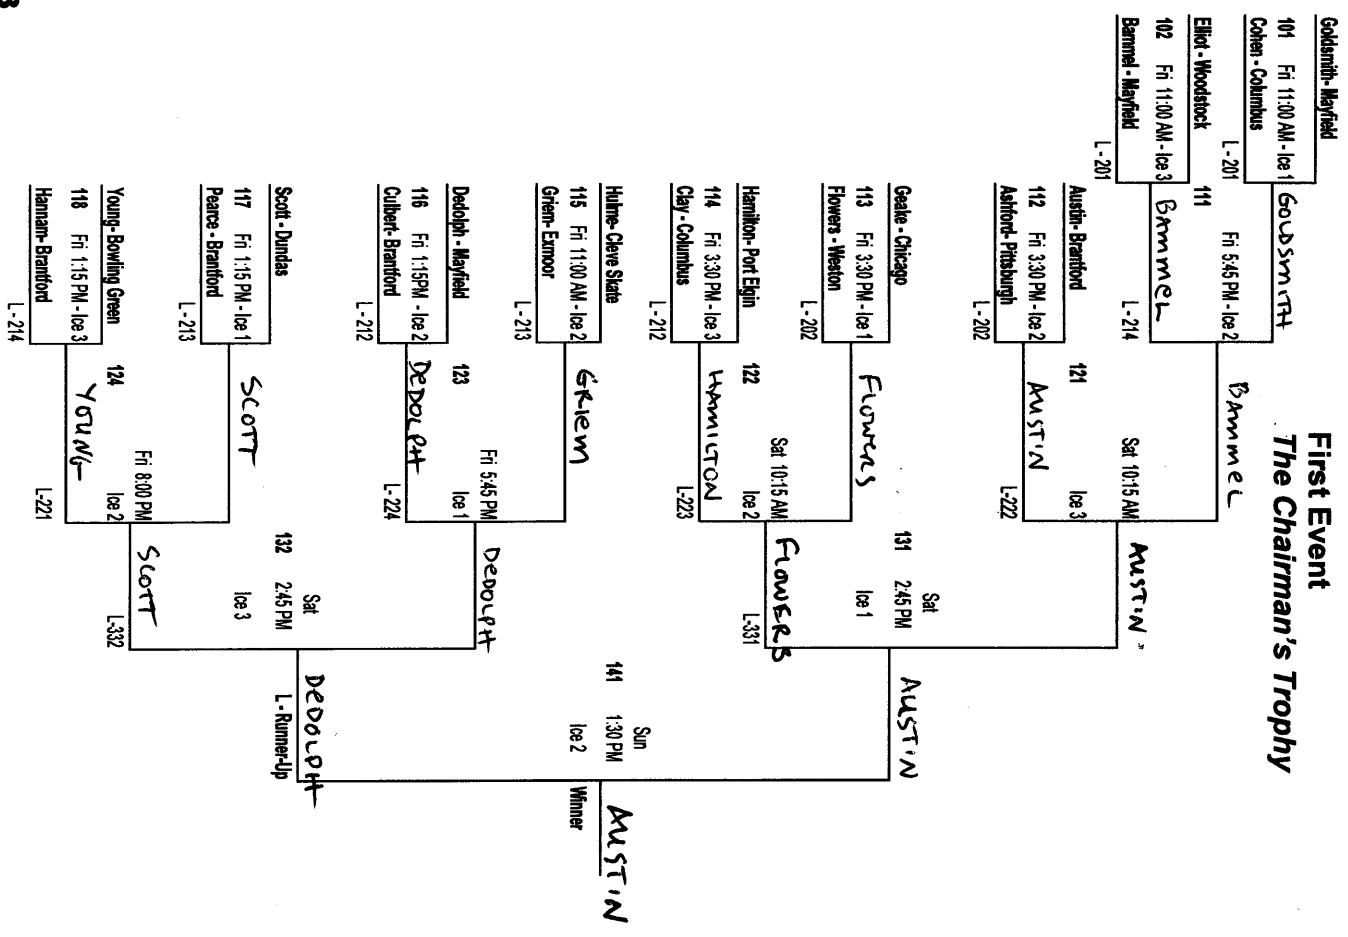 First Event
The Chairman's Trophy
Goldsmith- Mayfield
101 Fri 11:00 AM - Ice 1
Cohen - Columbus
L - 201
GOLDSMITH
Elliot - Woodstock
102 Fri 11:00 AM - Ice 3
Bammel - Mayfield
L - 201
BAMMEL
111 Fri 5:45 PM - Ice 2
L - 214
BAMMEL
Austin- Brantford
112 Fri 3:30 PM - Ice 2
Ashford- Pittsburgh
L - 202
AUSTIN
121 Sat 10:15 AM
Ice 3
L-222
AUSTIN
Geake - Chicago
113 Fri 3:30 PM - Ice 1
Flowers - Weston
L - 202
FLOWERS
Hamilton- Port Elgin
114 Fri 3:30 PM - Ice 3
Clay - Columbus
L - 212
HAMILTON
122 Sat 10:15 AM
Ice 2
L-223
FLOWERS
131 Sat
2:45 PM
Ice 1
L-331
AUSTIN
Hulme- Cleve Skate
115 Fri 11:00 AM - Ice 2
Griem- Exmoor
L - 213
GRIEM
Dedolph - Mayfield
116 Fri 1:15PM - Ice 2
Culbert- Brantford
L - 212
DEDOLPH
123 Fri 5:45 PM
Ice 1
L-224
DEDOLPH
Scott - Dundas
117 Fri 1:15 PM - Ice 1
Pearce - Brantford
L - 213
SCOTT
Young- Bowling Green
118 Fri 1:15 PM - Ice 3
Hannam- Brantford
L - 214
YOUNG
124 Fri 8:00 PM
Ice 2
L-221
SCOTT
132 Sat
2:45 PM
Ice 3
L-332
DEDOLPH
L - Runner-Up
141 Sun
1:30 PM
Ice 2
Winner
AUSTIN